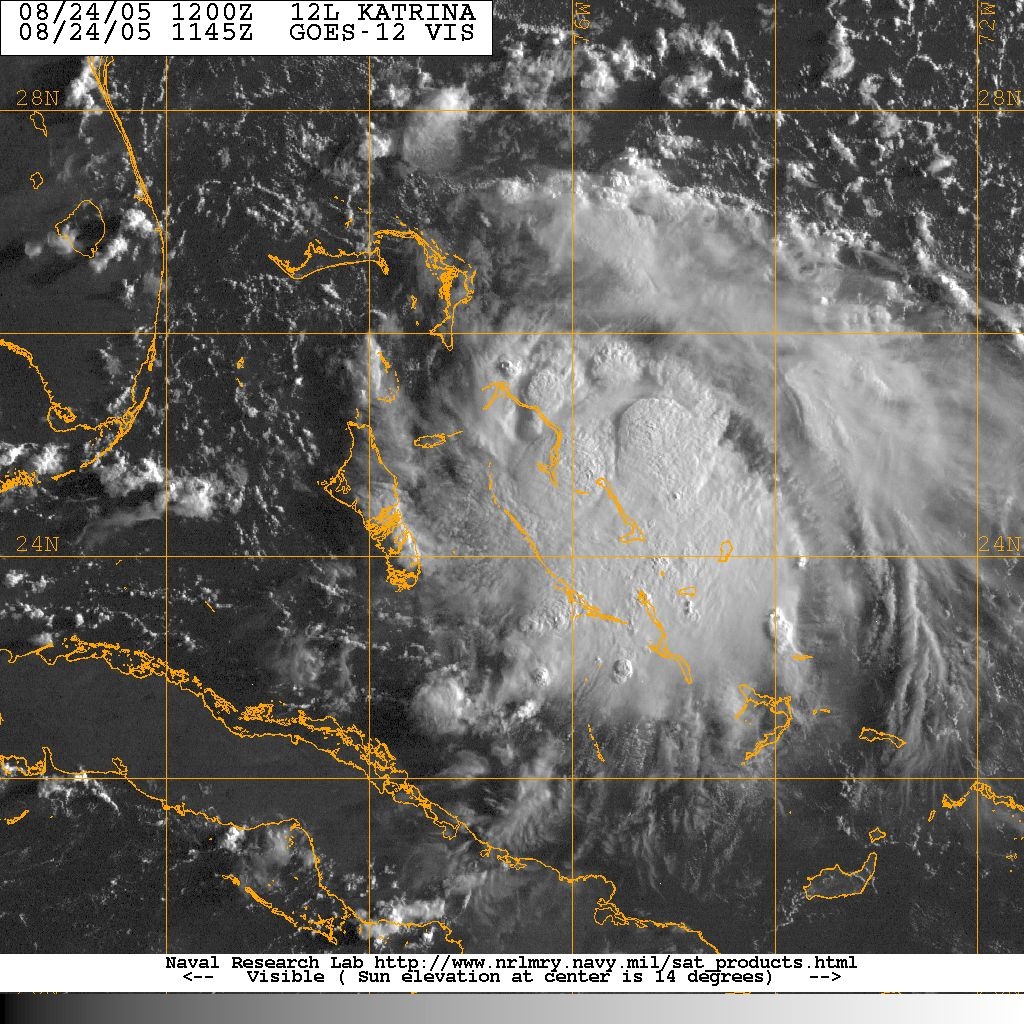 08/24/05 1200Z 12L KATRINA
08/24/05 1145Z GOES-12 VIS
76W
72W
28N
28N
24N
24N
Naval Research Lab http://www.nrlmry.navy.mil/sat_products.html
<-- Visible ( Sun elevation at center is 14 degrees) -->